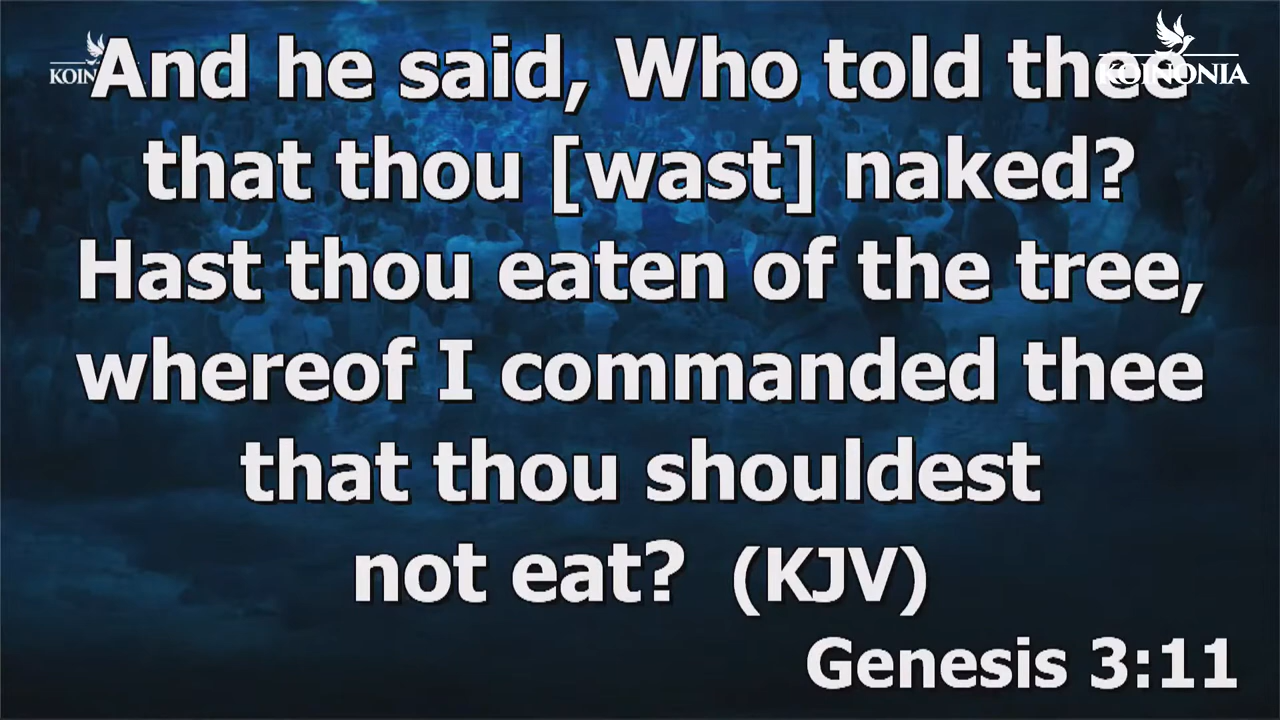 KOINONIA
And he said, Who told thee
that thou [wast] naked?
Hast thou eaten of the tree,
whereof I commanded thee
that thou shouldest
not eat? (KJV)
Genesis 3:11